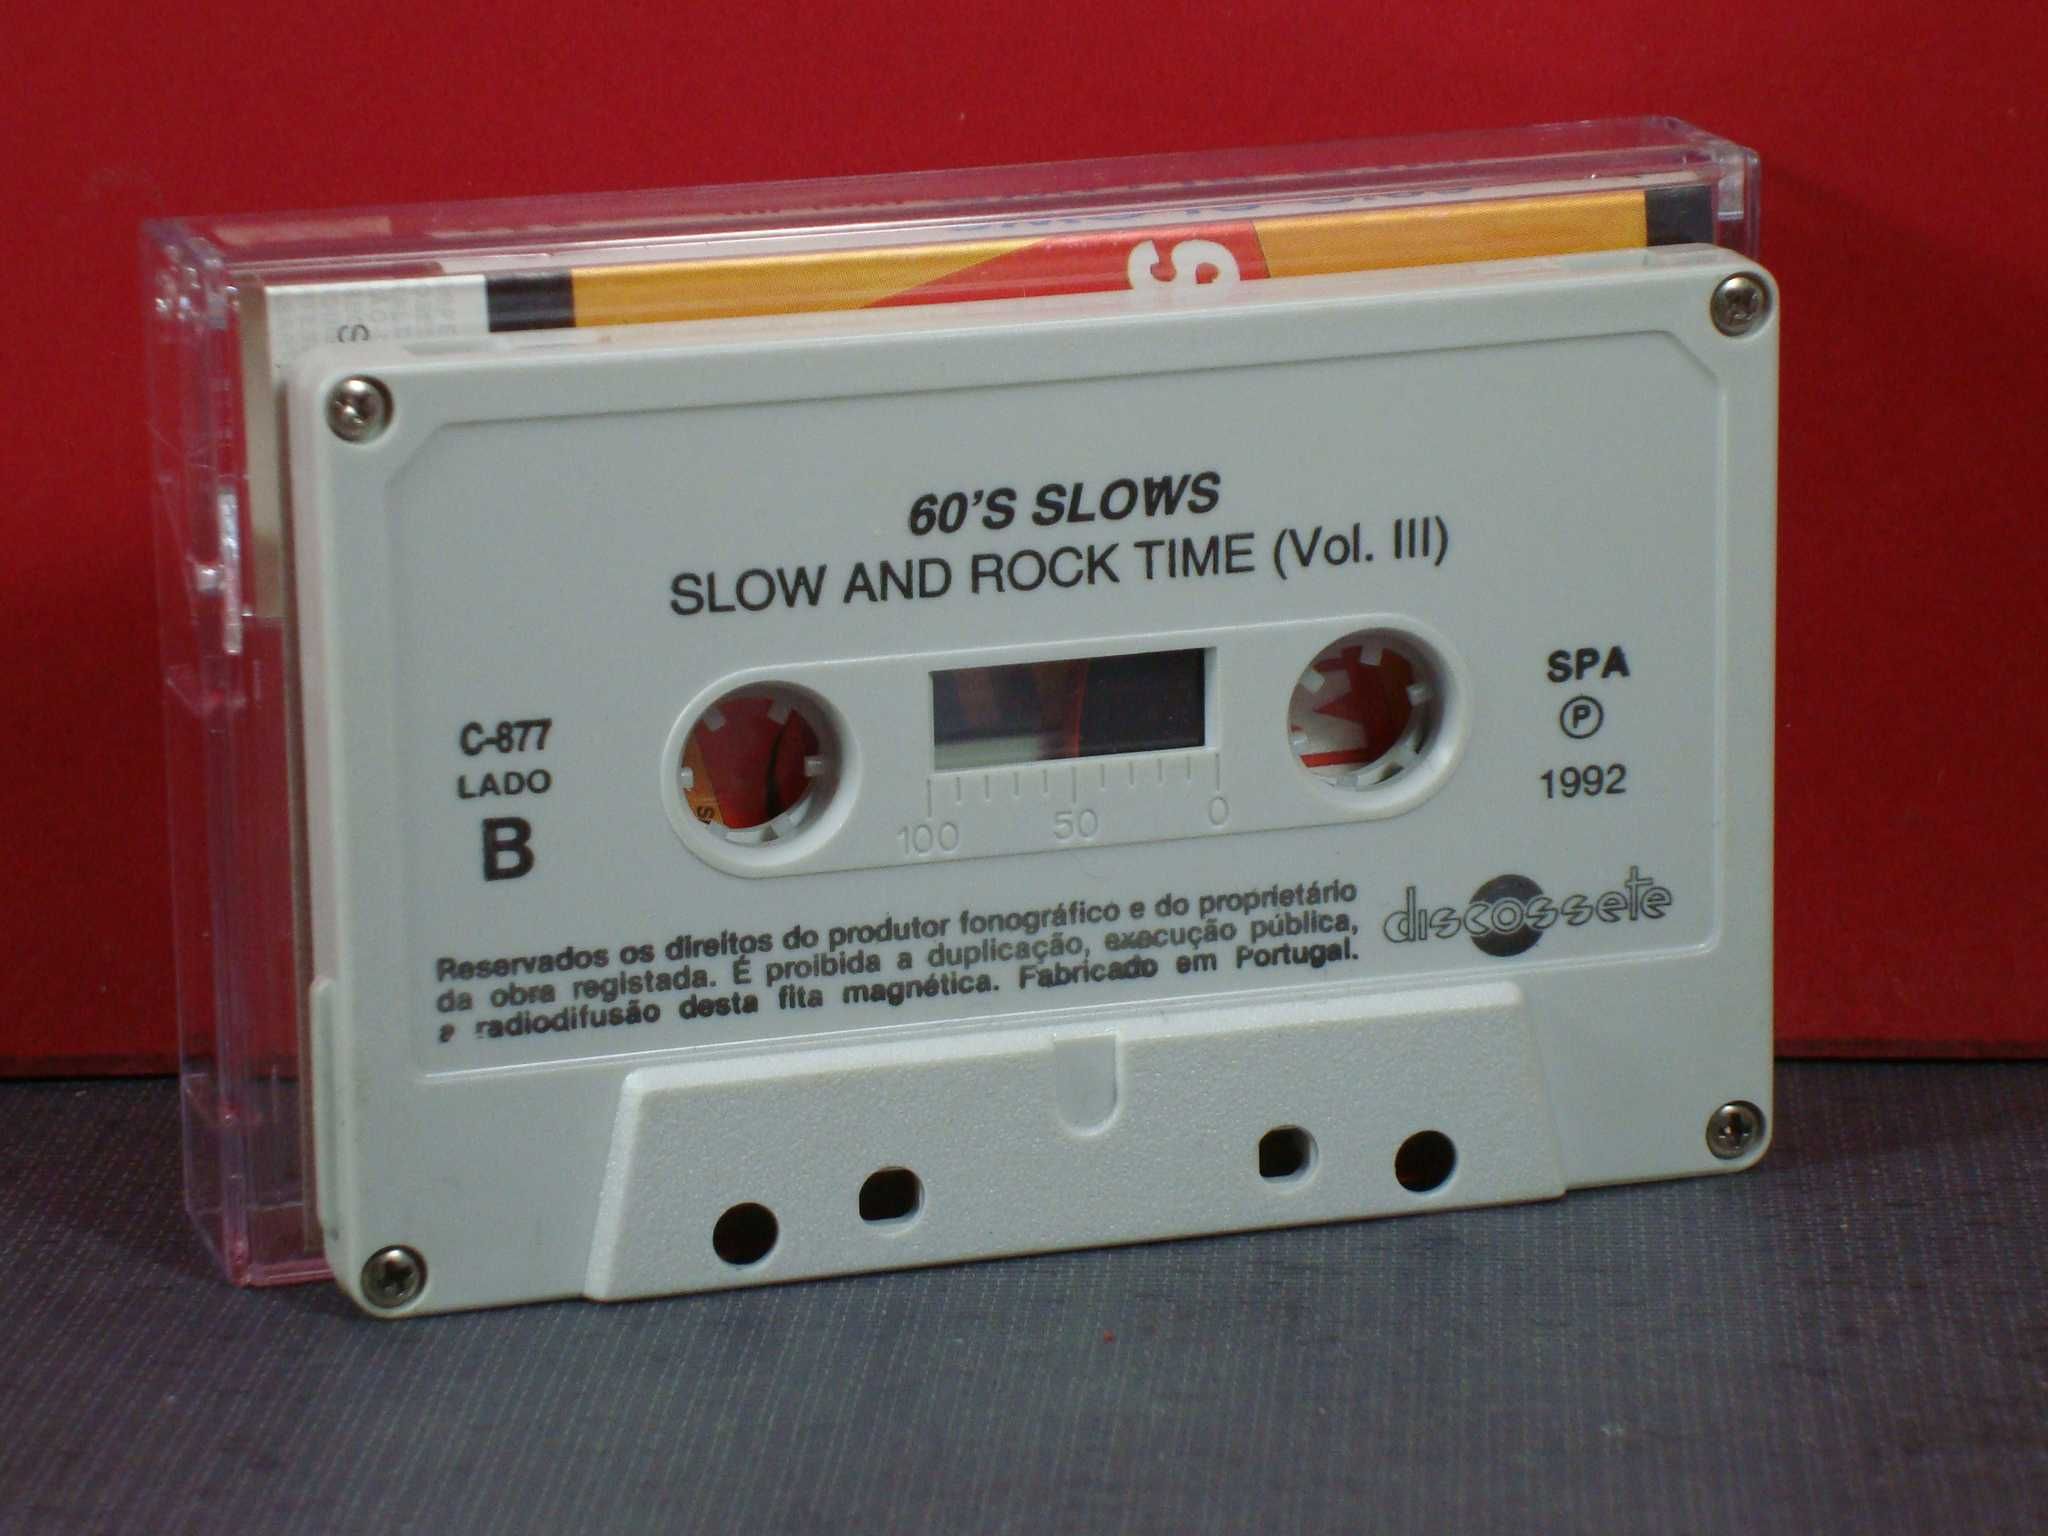 60'S SLOWS
SLOW AND ROCK TIME (Vol. III)
C-877
LADO
B
SPA
Ⓟ
1992
100 50 0
Reservados os direitos do produtor fonográfico e do proprietário
da obra registada. É proibida a duplicação, execução pública,
e radiodifusão desta fita magnética. Fabricado em Portugal.
discossete